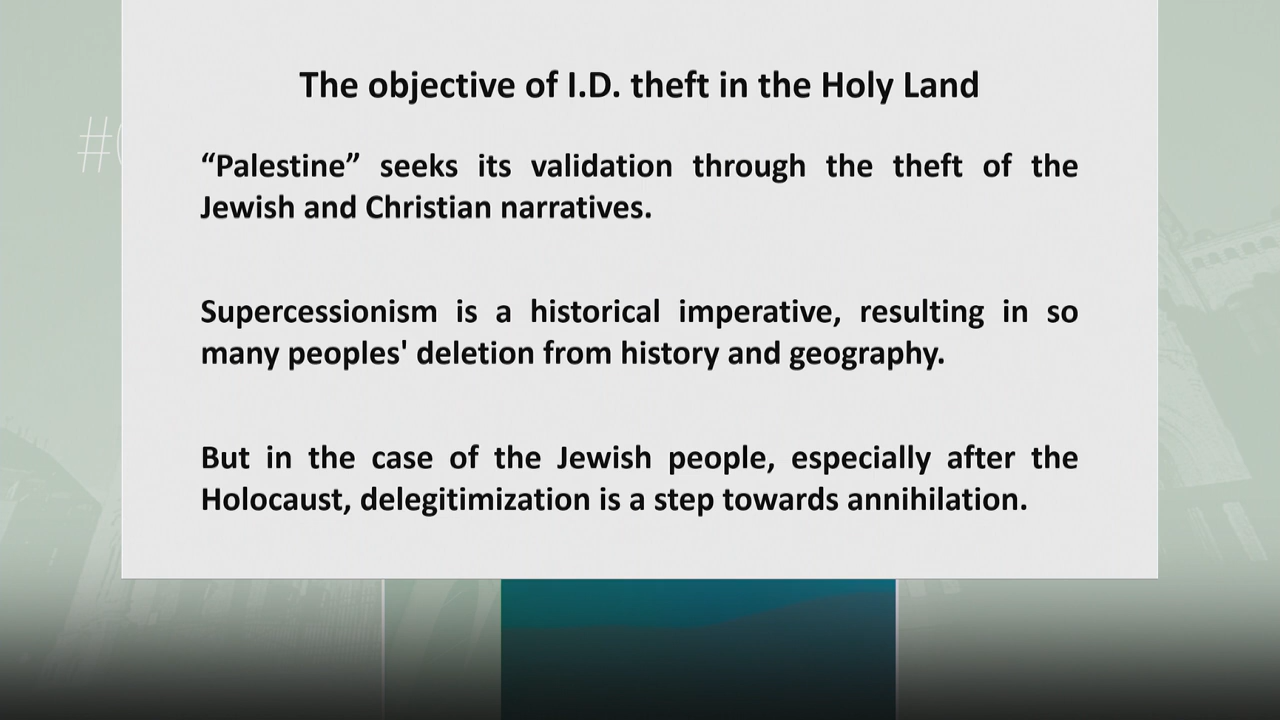 The objective of I.D. theft in the Holy Land
“Palestine” seeks its validation through the theft of the
Jewish and Christian narratives.
Supercessionism is a historical imperative, resulting in so
many peoples' deletion from history and geography.
But in the case of the Jewish people, especially after the
Holocaust, delegitimization is a step towards annihilation.
#